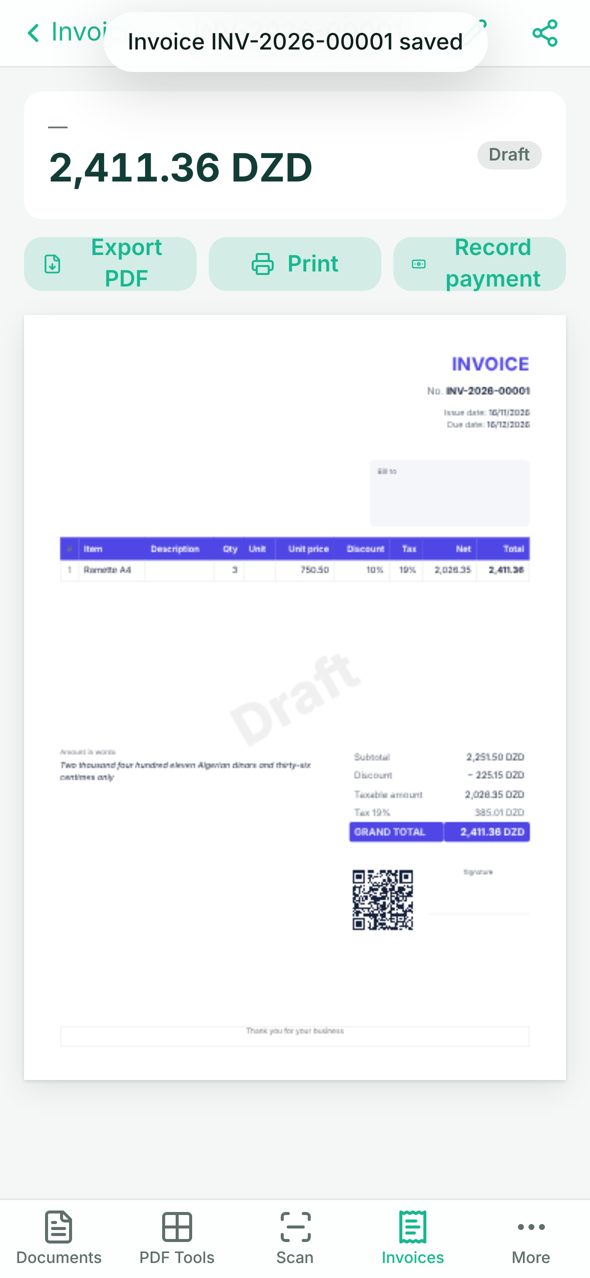 Invoice INV-2026-00001 saved
—
2,411.36 DZD
Draft
Export PDF
Print
Record payment
INVOICE
No. INV-2026-00001
Issue date: 16/11/2026
Due date: 16/12/2026
Bill to
# Item Description Qty Unit Unit price Discount Tax Net Total
1 Ramette A4 3 750.50 10% 19% 2,026.35 2,411.36
Draft
Amount in words
Two thousand four hundred eleven Algerian dinars and thirty-six
centimes only
Subtotal 2,251.50 DZD
Discount − 225.15 DZD
Taxable amount 2,026.35 DZD
Tax 19% 385.01 DZD
GRAND TOTAL 2,411.36 DZD
Signature
Thank you for your business
Documents PDF Tools Scan Invoices More